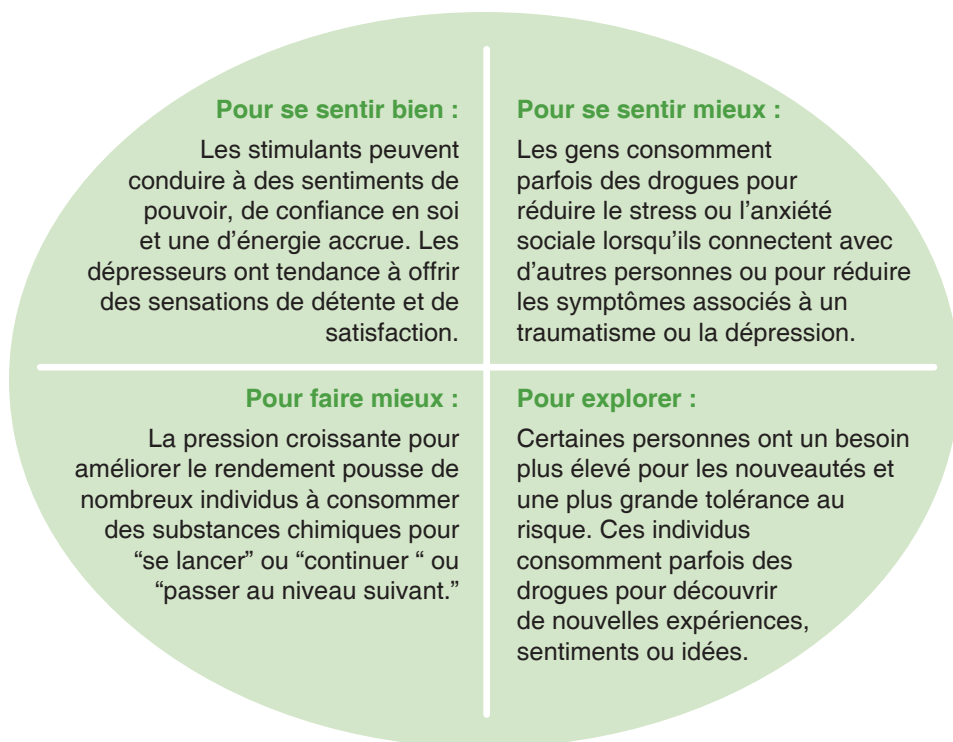 Pour se sentir bien :
Les stimulants peuvent
conduire à des sentiments de
pouvoir, de confiance en soi
et une d’énergie accrue. Les
dépresseurs ont tendance à offrir
des sensations de détente et de
satisfaction.
Pour se sentir mieux :
Les gens consomment
parfois des drogues pour
réduire le stress ou l’anxiété
sociale lorsqu’ils connectent avec
d’autres personnes ou pour réduire
les symptômes associés à un
traumatisme ou la dépression.
Pour faire mieux :
La pression croissante pour
améliorer le rendement pousse de
nombreux individus à consommer
des substances chimiques pour
“se lancer” ou “continuer “ ou
“passer au niveau suivant.”
Pour explorer :
Certaines personnes ont un besoin
plus élevé pour les nouveautés et
une plus grande tolérance au
risque. Ces individus
consomment parfois des
drogues pour découvrir
de nouvelles expériences,
sentiments ou idées.